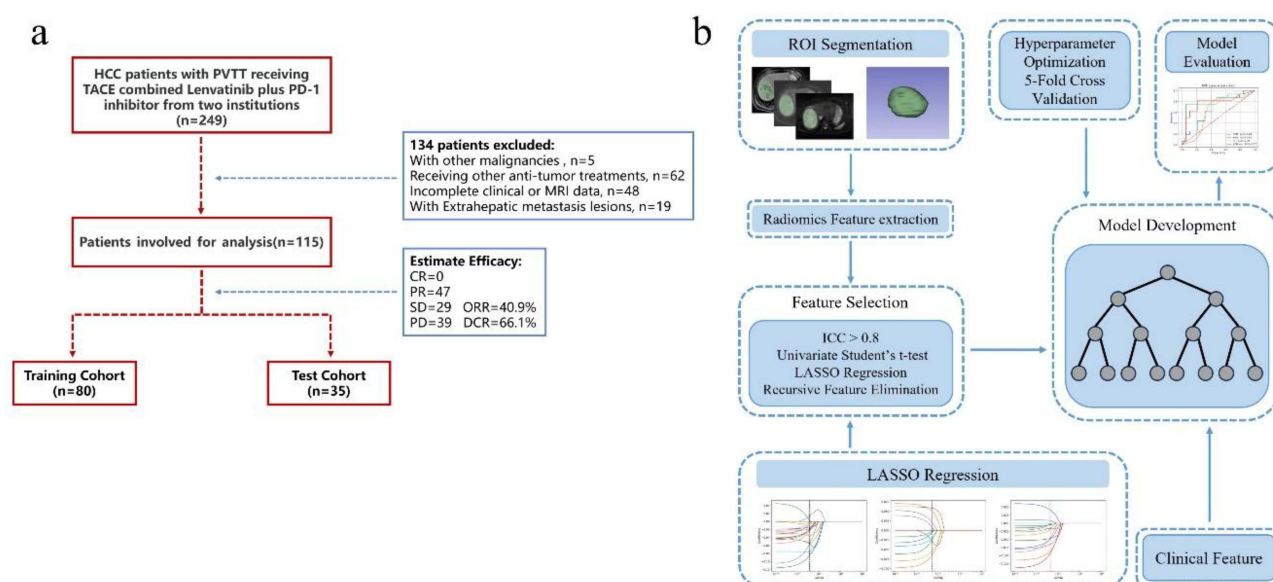 a
HCC patients with PVTT receiving
TACE combined Lenvatinib plus PD-1
inhibitor from two institutions
(n=249)
134 patients excluded:
With other malignancies , n=5
Receiving other anti-tumor treatments, n=62
Incomplete clinical or MRI data, n=48
With Extrahepatic metastasis lesions, n=19
Patients involved for analysis(n=115)
Estimate Efficacy:
CR=0
PR=47
SD=29 ORR=40.9%
PD=39 DCR=66.1%
Training Cohort
(n=80)
Test Cohort
(n=35)
b
ROI Segmentation
Hyperparameter
Optimization
5-Fold Cross
Validation
Model
Evaluation
Radiomics Feature extraction
Model Development
Feature Selection
ICC > 0.8
Univariate Student's t-test
LASSO Regression
Recursive Feature Elimination
LASSO Regression
Clinical Feature